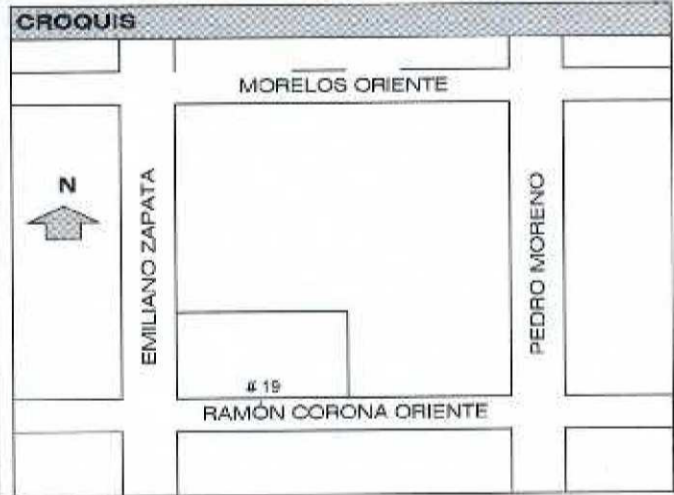 CROQUIS
MORELOS ORIENTE
N
EMILIANO ZAPATA
PEDRO MORENO
# 19
RAMÓN CORONA ORIENTE